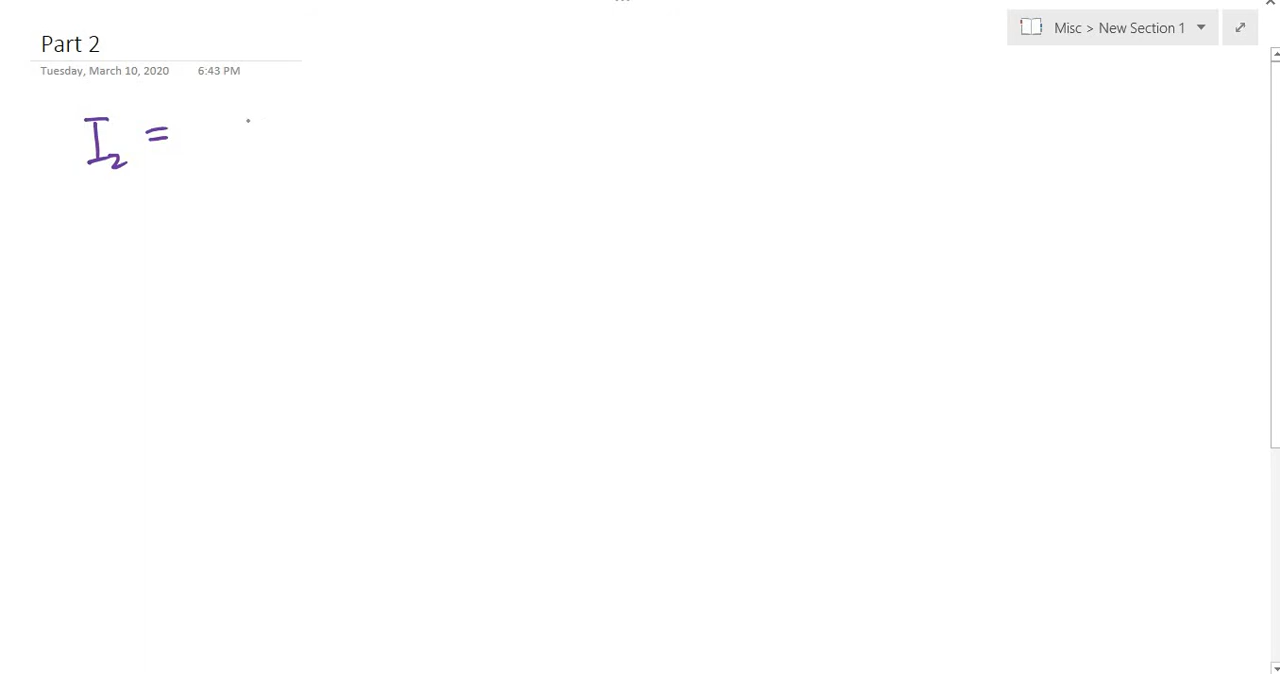 Misc > New Section 1
Part 2
Tuesday, March 10, 2020 6:43 PM
I₂ =